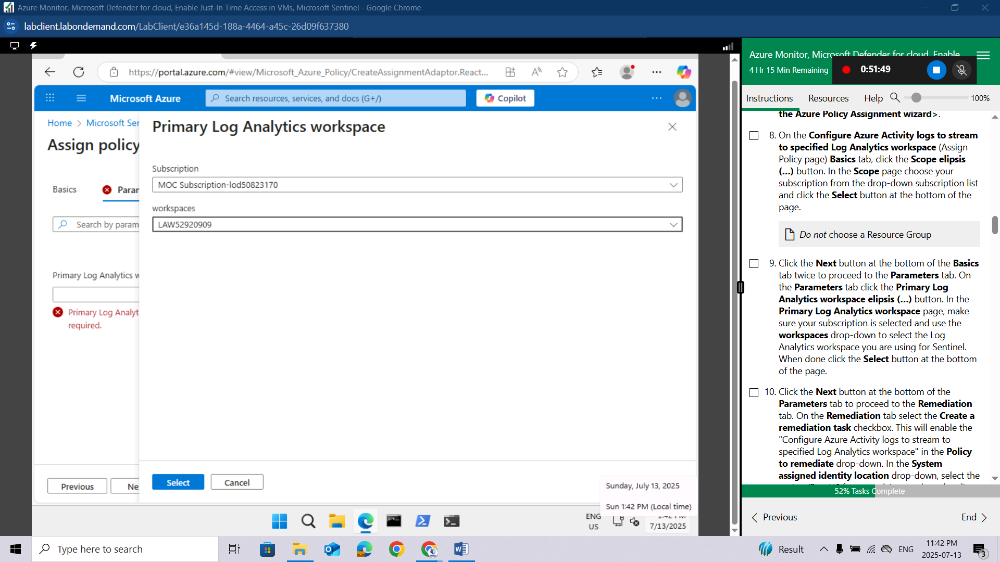 Azure Monitor, Microsoft Defender for cloud, Enable Just-In Time Access in VMs, Microsoft Sentinel - Google Chrome
labclient.labondemand.com/LabClient/e36a145d-188a-4464-a45c-26d09f637380
https://portal.azure.com/#view/Microsoft_Azure_Policy/CreateAssignmentAdaptor.React...
Microsoft Azure
Search resources, services, and docs (G+/)
Copilot
Home > Microsoft Ser
Assign policy
Basics
Paran
Search by param
Primary Log Analytics w
Primary Log Analyt
required.
Previous
Ne
Primary Log Analytics workspace
Subscription
MOC Subscription-lod50823170
workspaces
LAW52920909
Select
Cancel
Sunday, July 13, 2025
Sun 1:42 PM (Local time)
ENG
US
7/13/2025
Azure Monitor, Microsoft Defender for cloud, Enable
4 Hr 15 Min Remaining
0:51:49
Instructions
Resources
Help
100%
the Azure Policy Assignment wizard>.
8. On the Configure Azure Activity logs to stream
to specified Log Analytics workspace (Assign
Policy page) Basics tab, click the Scope elipsis
(...) button. In the Scope page choose your
subscription from the drop-down subscription list
and click the Select button at the bottom of the
page.
Do not choose a Resource Group
9. Click the Next button at the bottom of the Basics
tab twice to proceed to the Parameters tab. On
the Parameters tab click the Primary Log
Analytics workspace elipsis (...) button. In the
Primary Log Analytics workspace page, make
sure your subscription is selected and use the
workspaces drop-down to select the Log
Analytics workspace you are using for Sentinel.
When done click the Select button at the bottom
of the page.
10. Click the Next button at the bottom of the
Parameters tab to proceed to the Remediation
tab. On the Remediation tab select the Create a
remediation task checkbox. This will enable the
"Configure Azure Activity logs to stream to
specified Log Analytics workspace" in the Policy
to remediate drop-down. In the System
assigned identity location drop-down, select the
52% Tasks Complete
Previous
End
Type here to search
Result
ENG
11:42 PM
2025-07-13
3